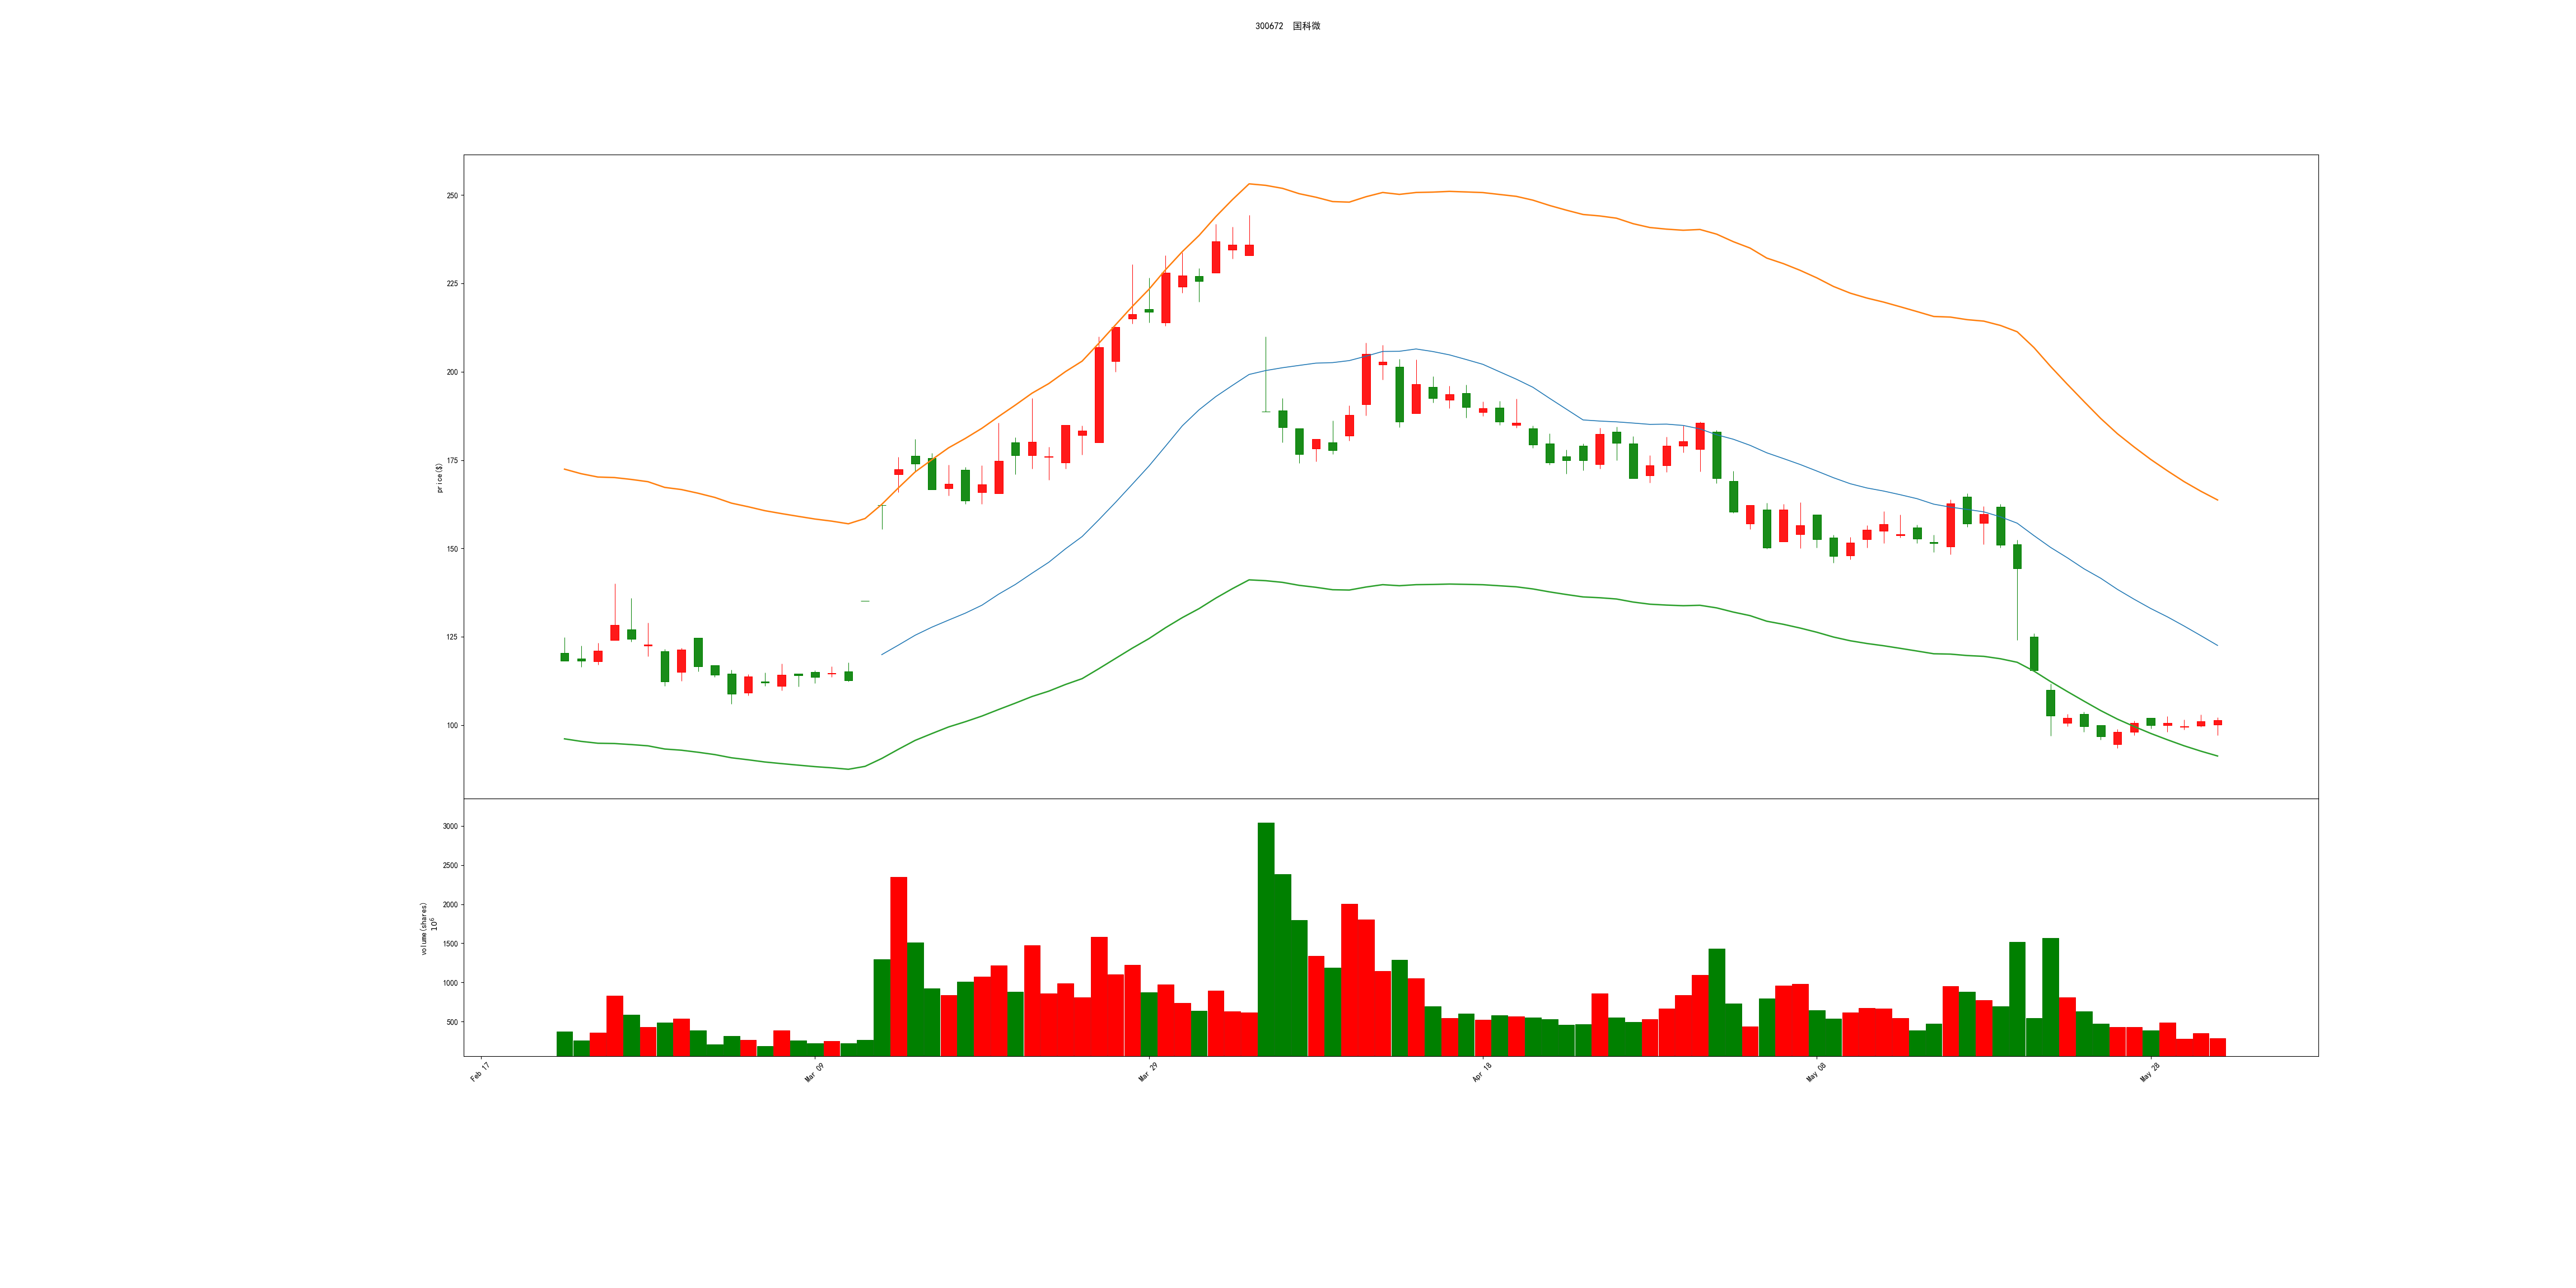 300672 国科微
250
225
200
175
150
125
100
price($)
3000
2500
2000
1500
1000
500
volume(shares)
10⁶
Feb 17
Mar 09
Mar 29
Apr 18
May 08
May 28